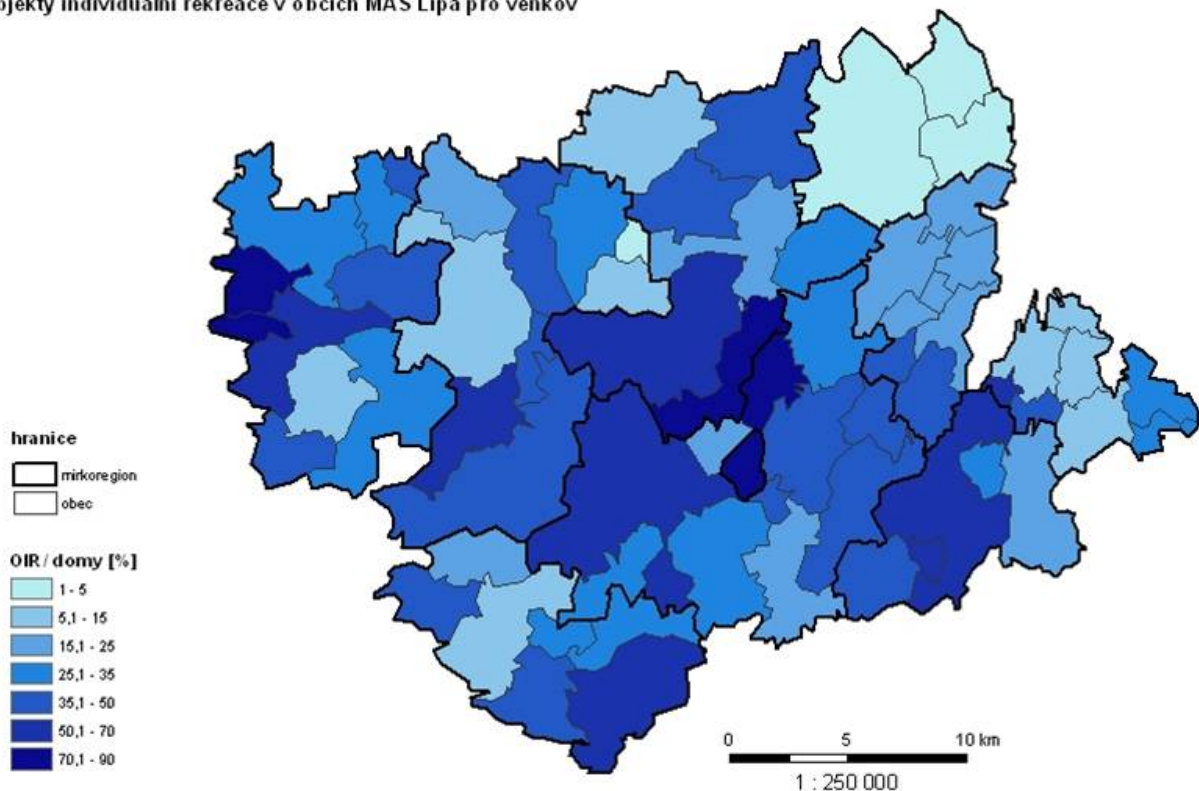 objekty individuální rekreace v obcích MAS Lípa pro venkov
hranice
mirkoregion
obec
OIR / domy [%]
1 - 5
5,1 - 15
15,1 - 25
25,1 - 35
35,1 - 50
50,1 - 70
70,1 - 90
0 5 10 km
1 : 250 000